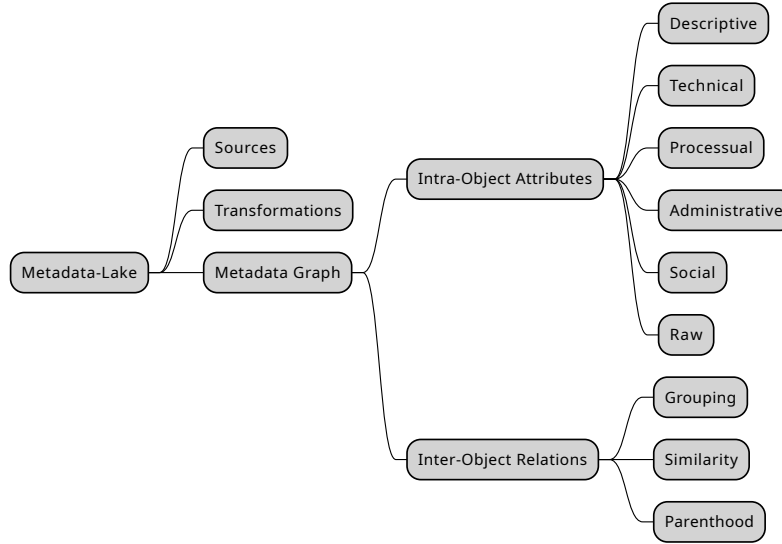 Descriptive
Technical
Sources
Processual
Intra-Object Attributes
Transformations
Administrative
Metadata-Lake
Metadata Graph
Social
Raw
Grouping
Inter-Object Relations
Similarity
Parenthood